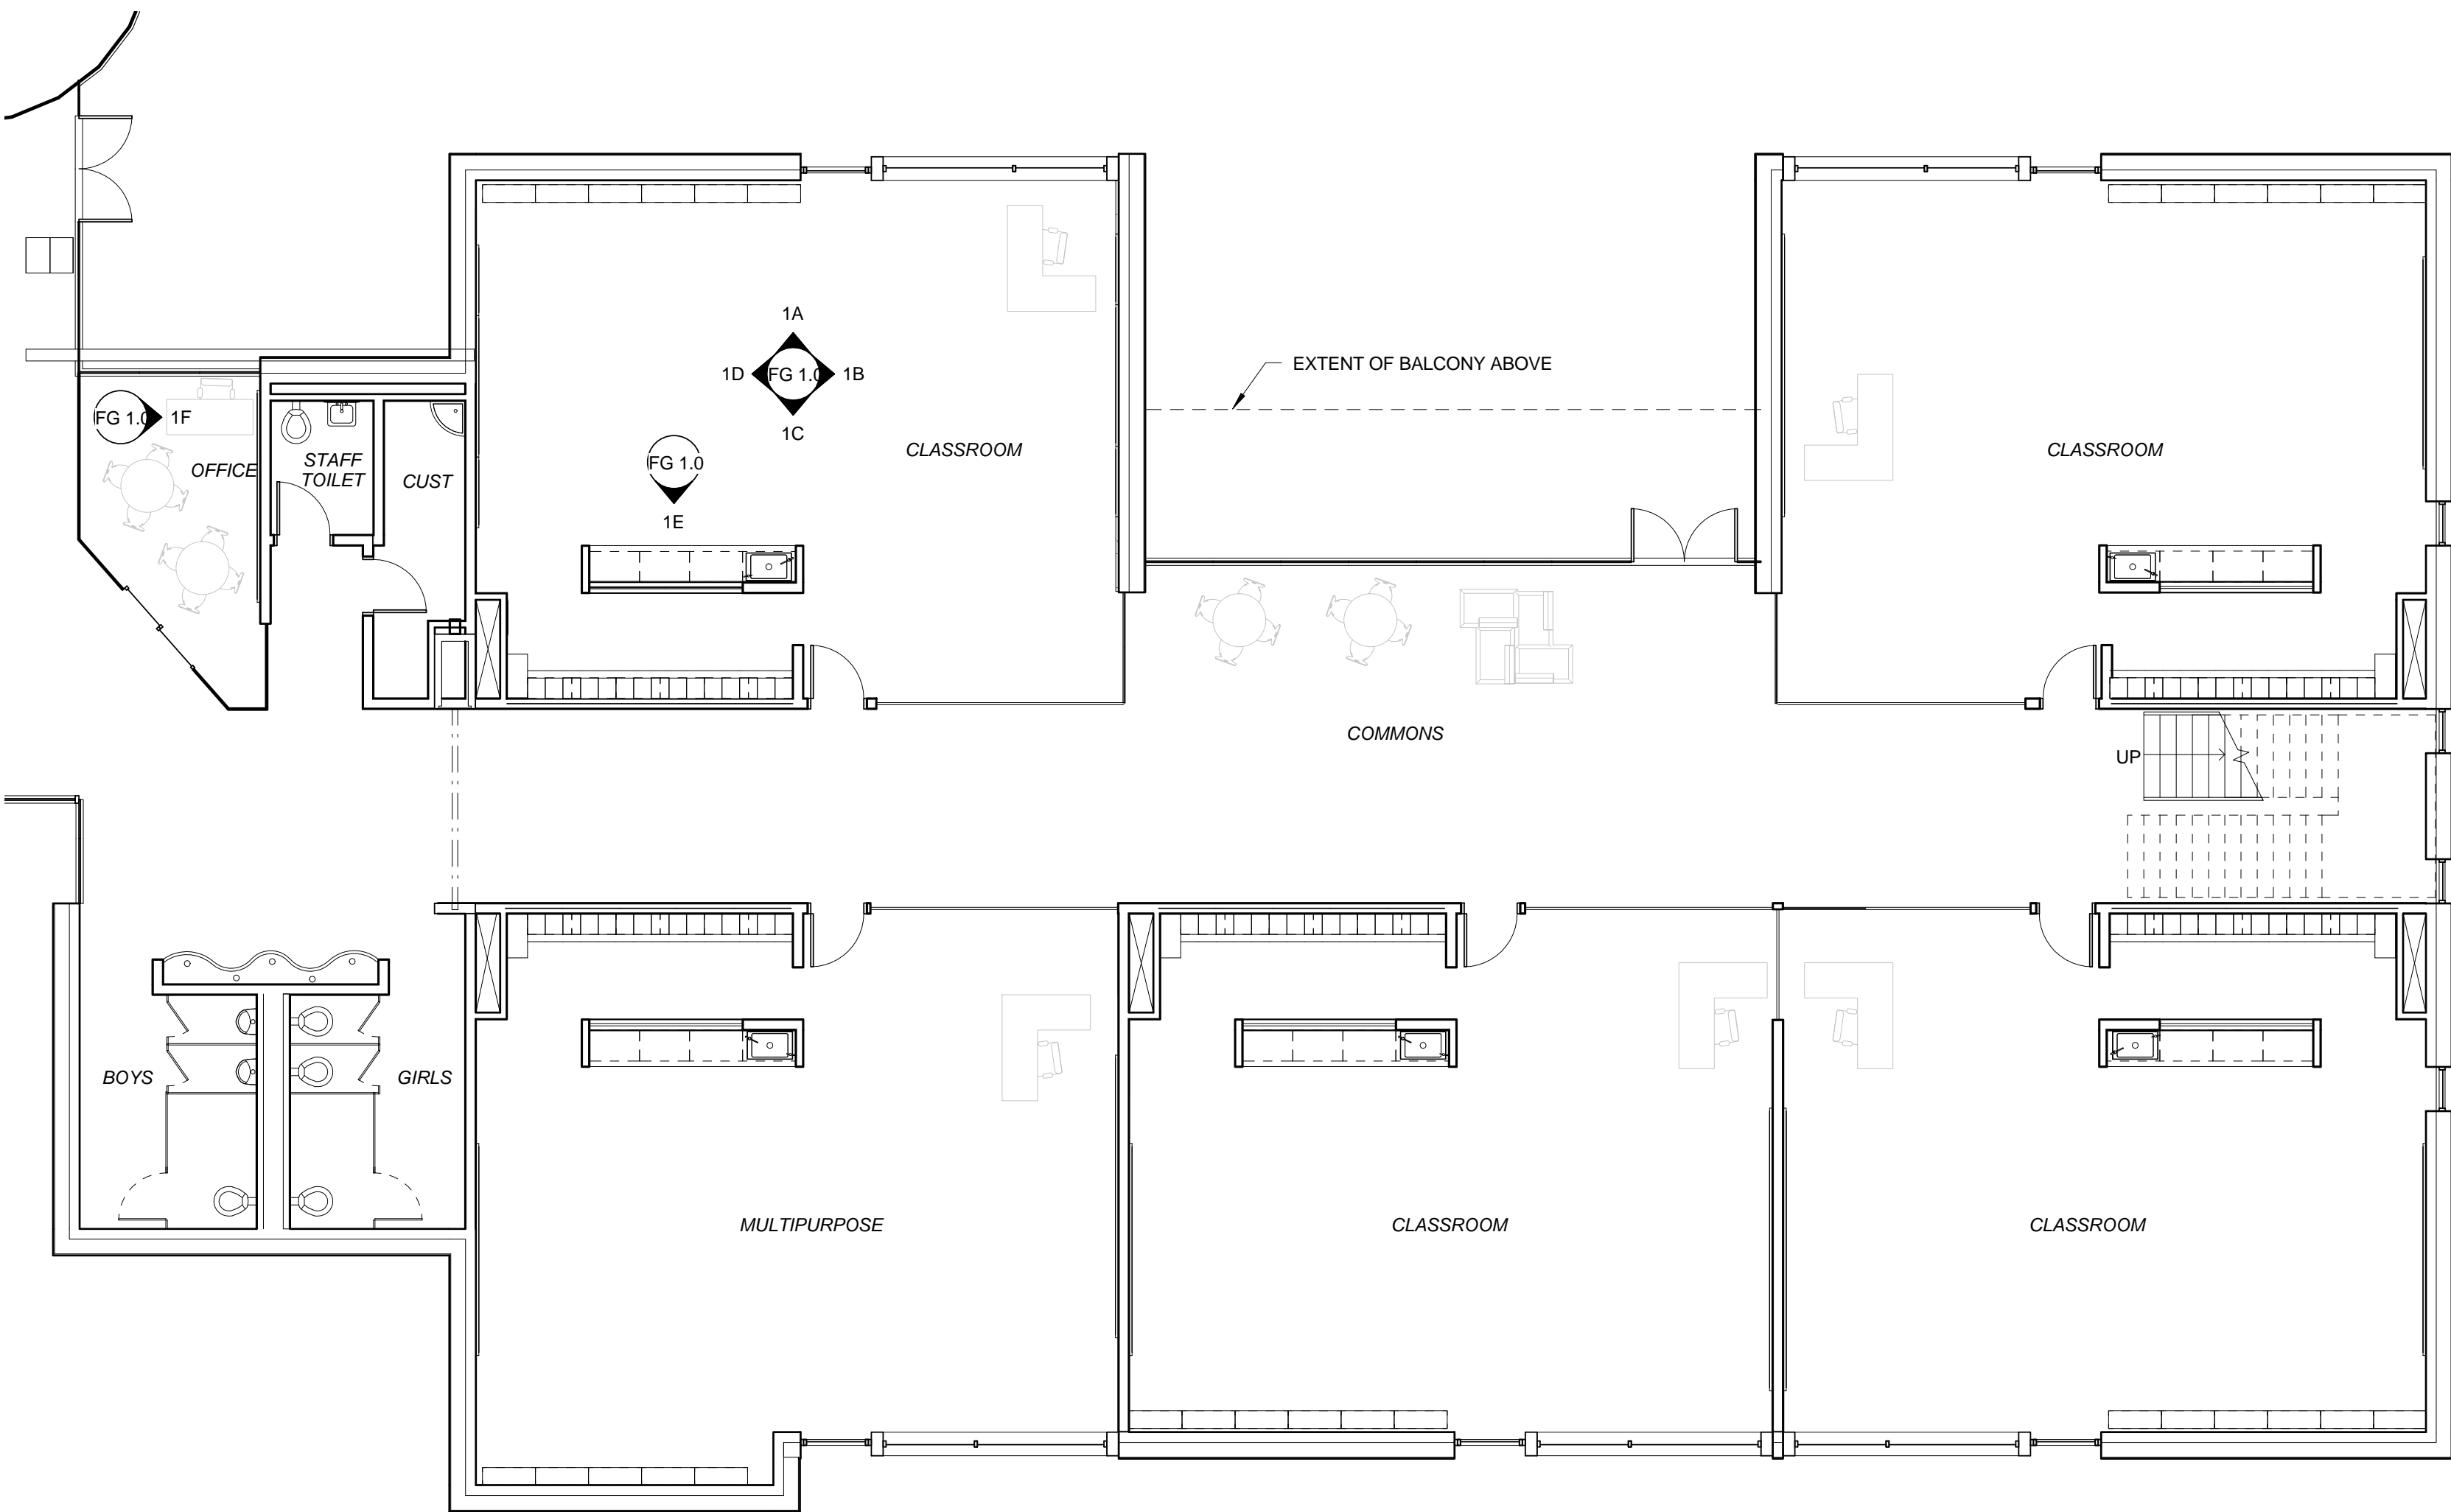 1A
1D
FG 1.0
1B
1C
EXTENT OF BALCONY ABOVE
FG 1.0
1F
OFFICE
STAFF
TOILET
CUST
FG 1.0
1E
CLASSROOM
CLASSROOM
COMMONS
UP
BOYS
GIRLS
MULTIPURPOSE
CLASSROOM
CLASSROOM